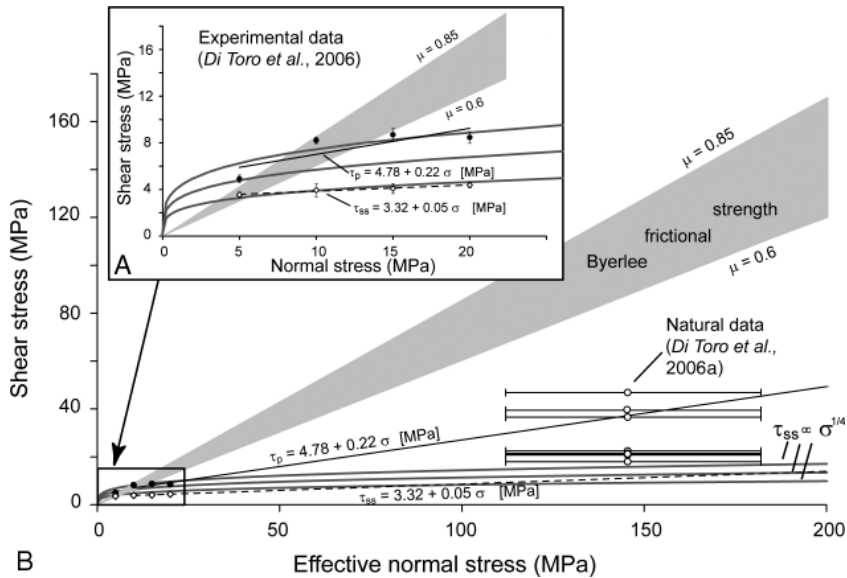 Experimental data
(Di Toro et al., 2006)
μ = 0.85
μ = 0.6
τp = 4.78 + 0.22 σ [MPa]
τss = 3.32 + 0.05 σ [MPa]
Shear stress (MPa)
16
12
8
4
0
0
5
10
15
20
Normal stress (MPa)
A
μ = 0.85
strength
frictional
Byerlee
μ = 0.6
Natural data
(Di Toro et al.,
2006a)
τss ∝ σ1/4
τp = 4.78 + 0.22 σ [MPa]
τss = 3.32 + 0.05 σ [MPa]
Shear stress (MPa)
160
120
80
40
0
0
50
100
150
200
Effective normal stress (MPa)
B